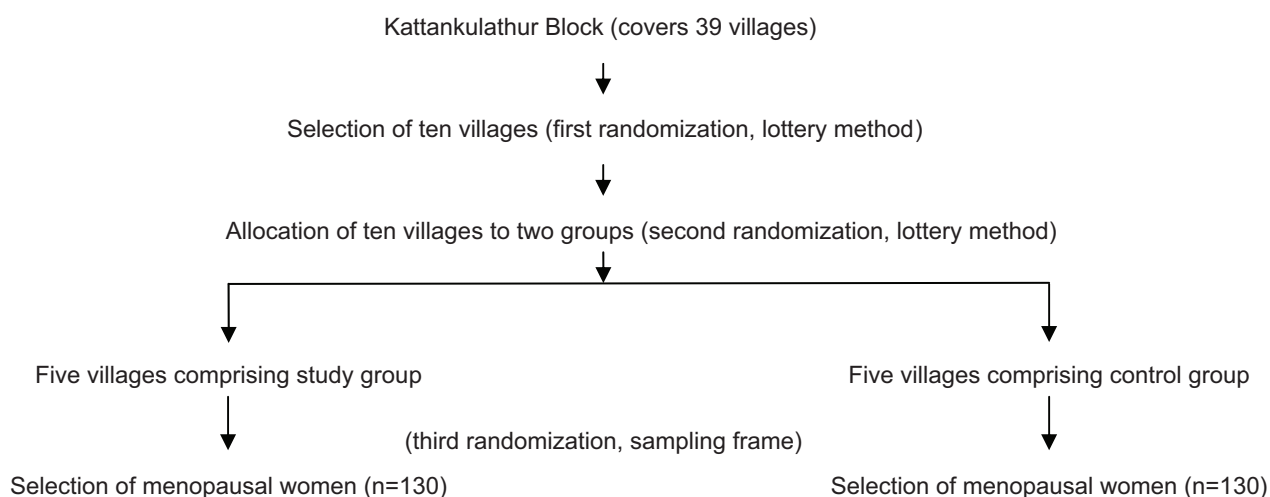 Kattankulathur Block (covers 39 villages)
Selection of ten villages (first randomization, lottery method)
Allocation of ten villages to two groups (second randomization, lottery method)
Five villages comprising study group
Five villages comprising control group
(third randomization, sampling frame)
Selection of menopausal women (n=130)
Selection of menopausal women (n=130)